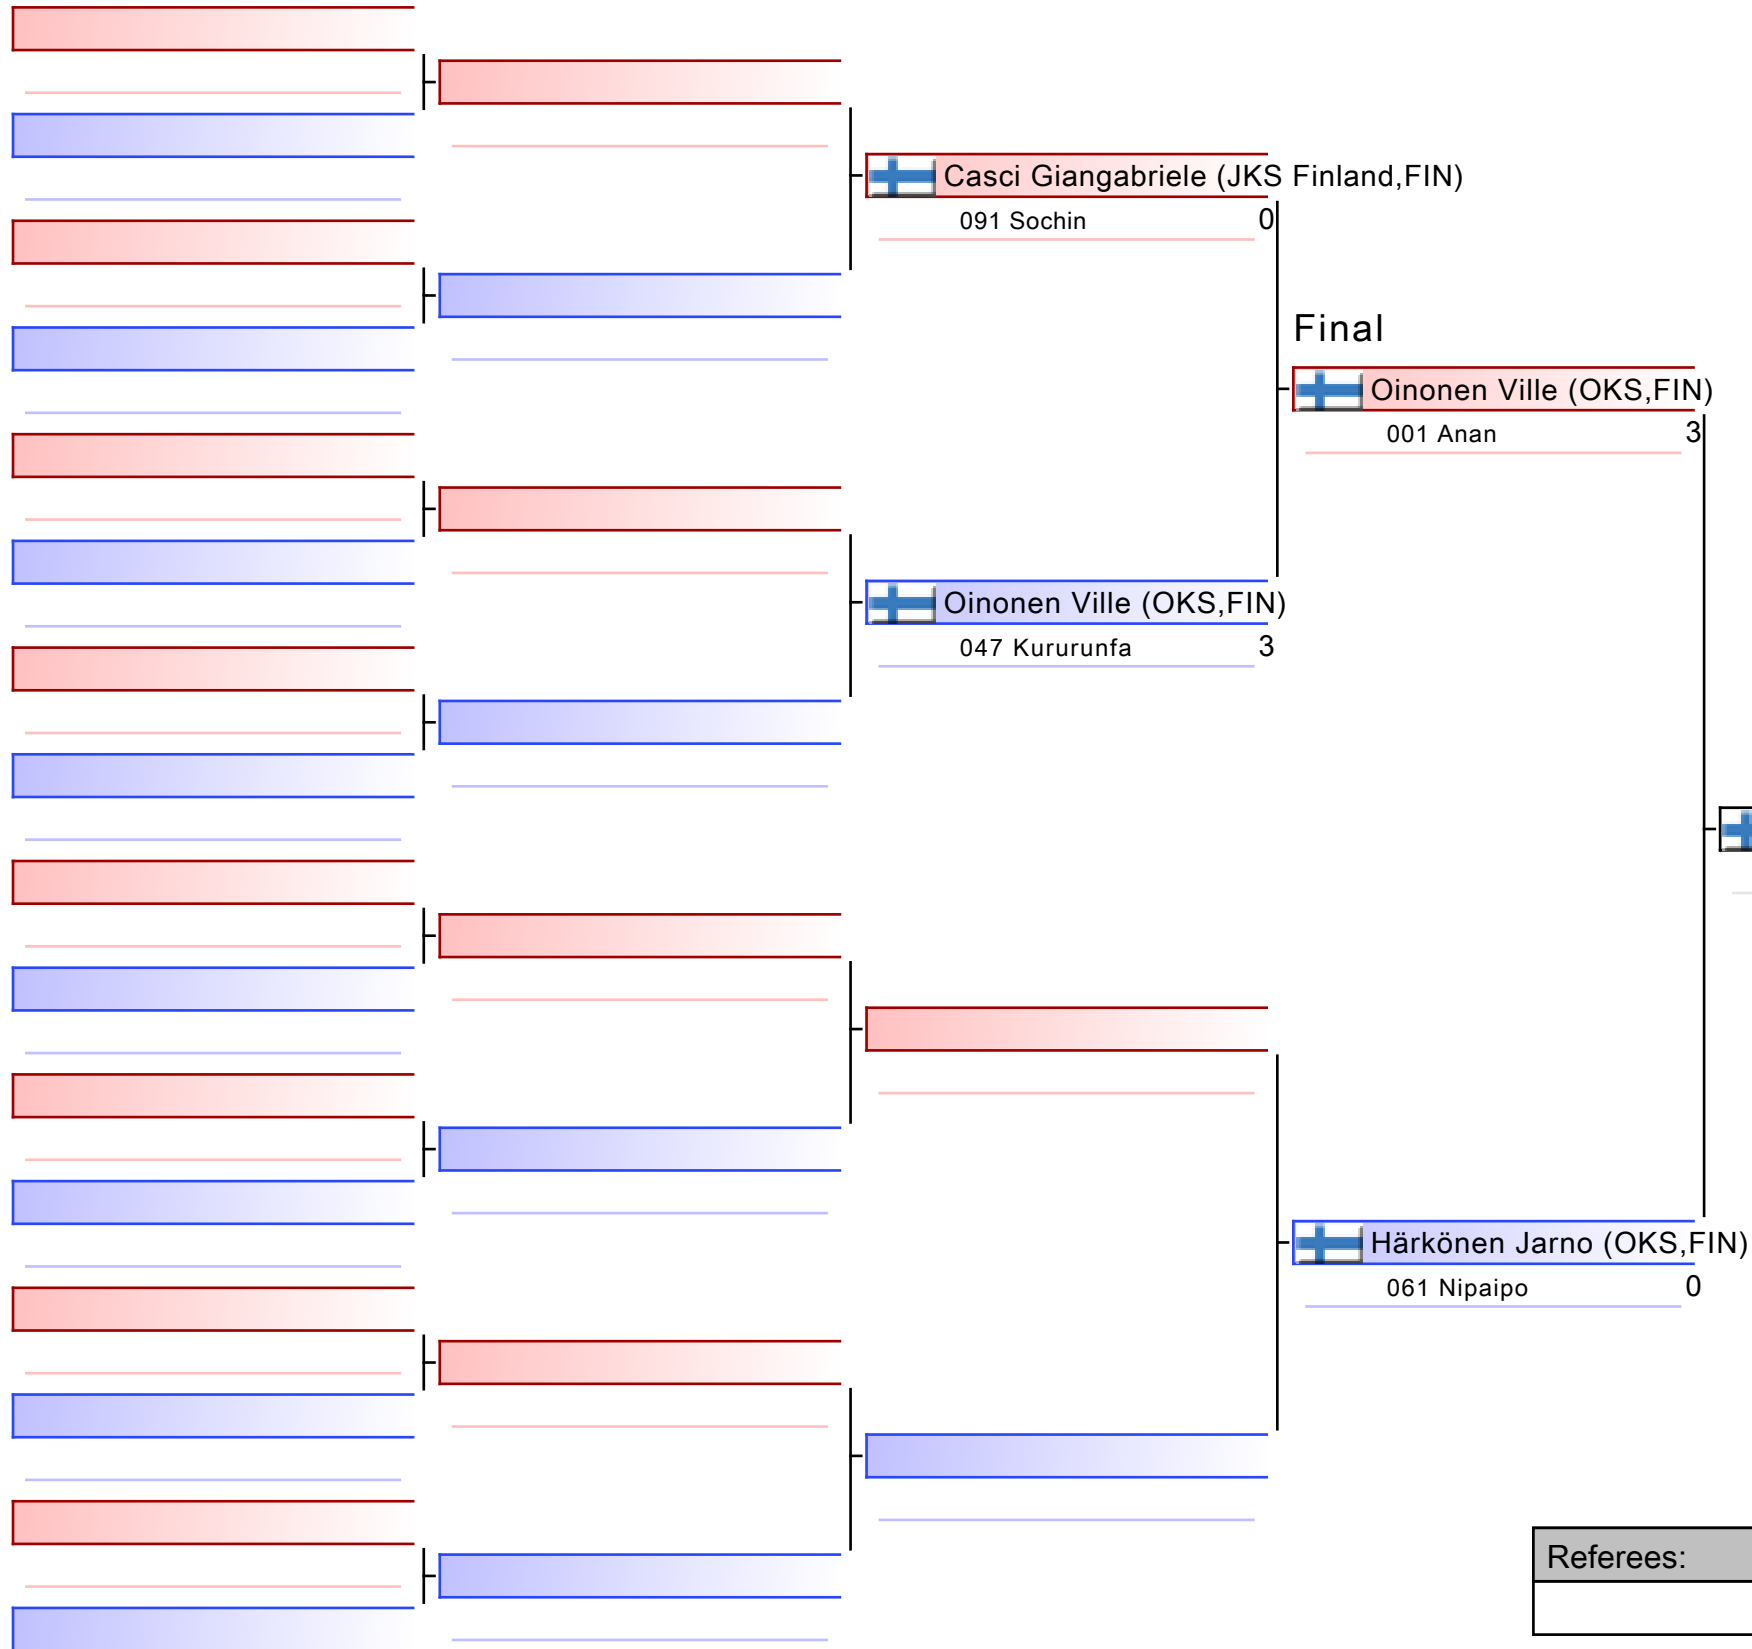 Casci Giangabriele (JKS Finland,FIN)
091 Sochin 0
Final
Oinonen Ville (OKS,FIN)
001 Anan 3
Oinonen Ville (OKS,FIN)
047 Kururunfa 3
Härkönen Jarno (OKS,FIN)
061 Nipaipo 0
Referees: